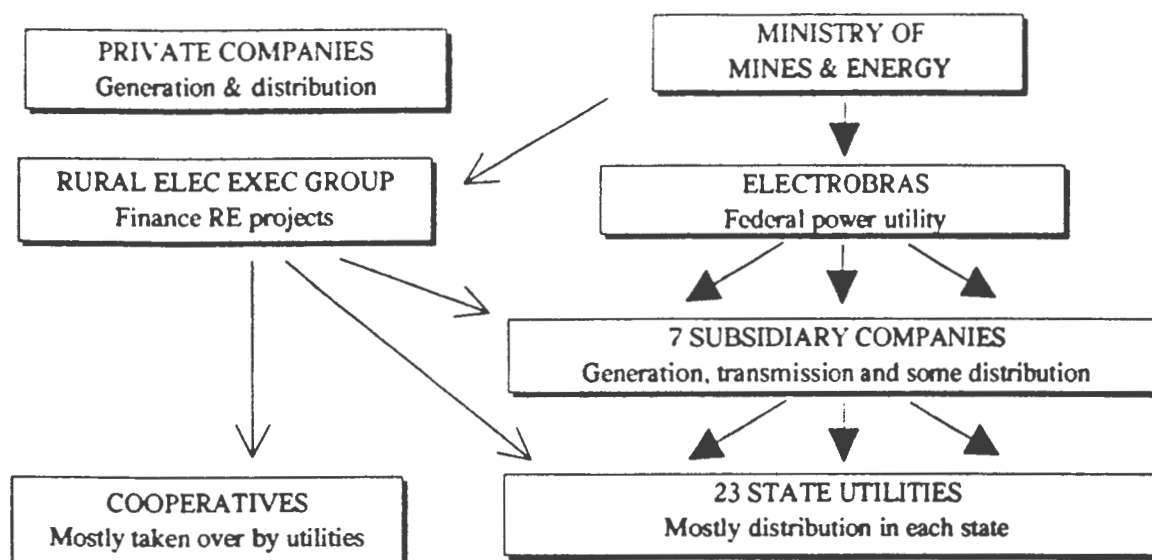 PRIVATE COMPANIES
Generation & distribution
MINISTRY OF
MINES & ENERGY
RURAL ELEC EXEC GROUP
Finance RE projects
ELECTROBRAS
Federal power utility
7 SUBSIDIARY COMPANIES
Generation, transmission and some distribution
COOPERATIVES
Mostly taken over by utilities
23 STATE UTILITIES
Mostly distribution in each state